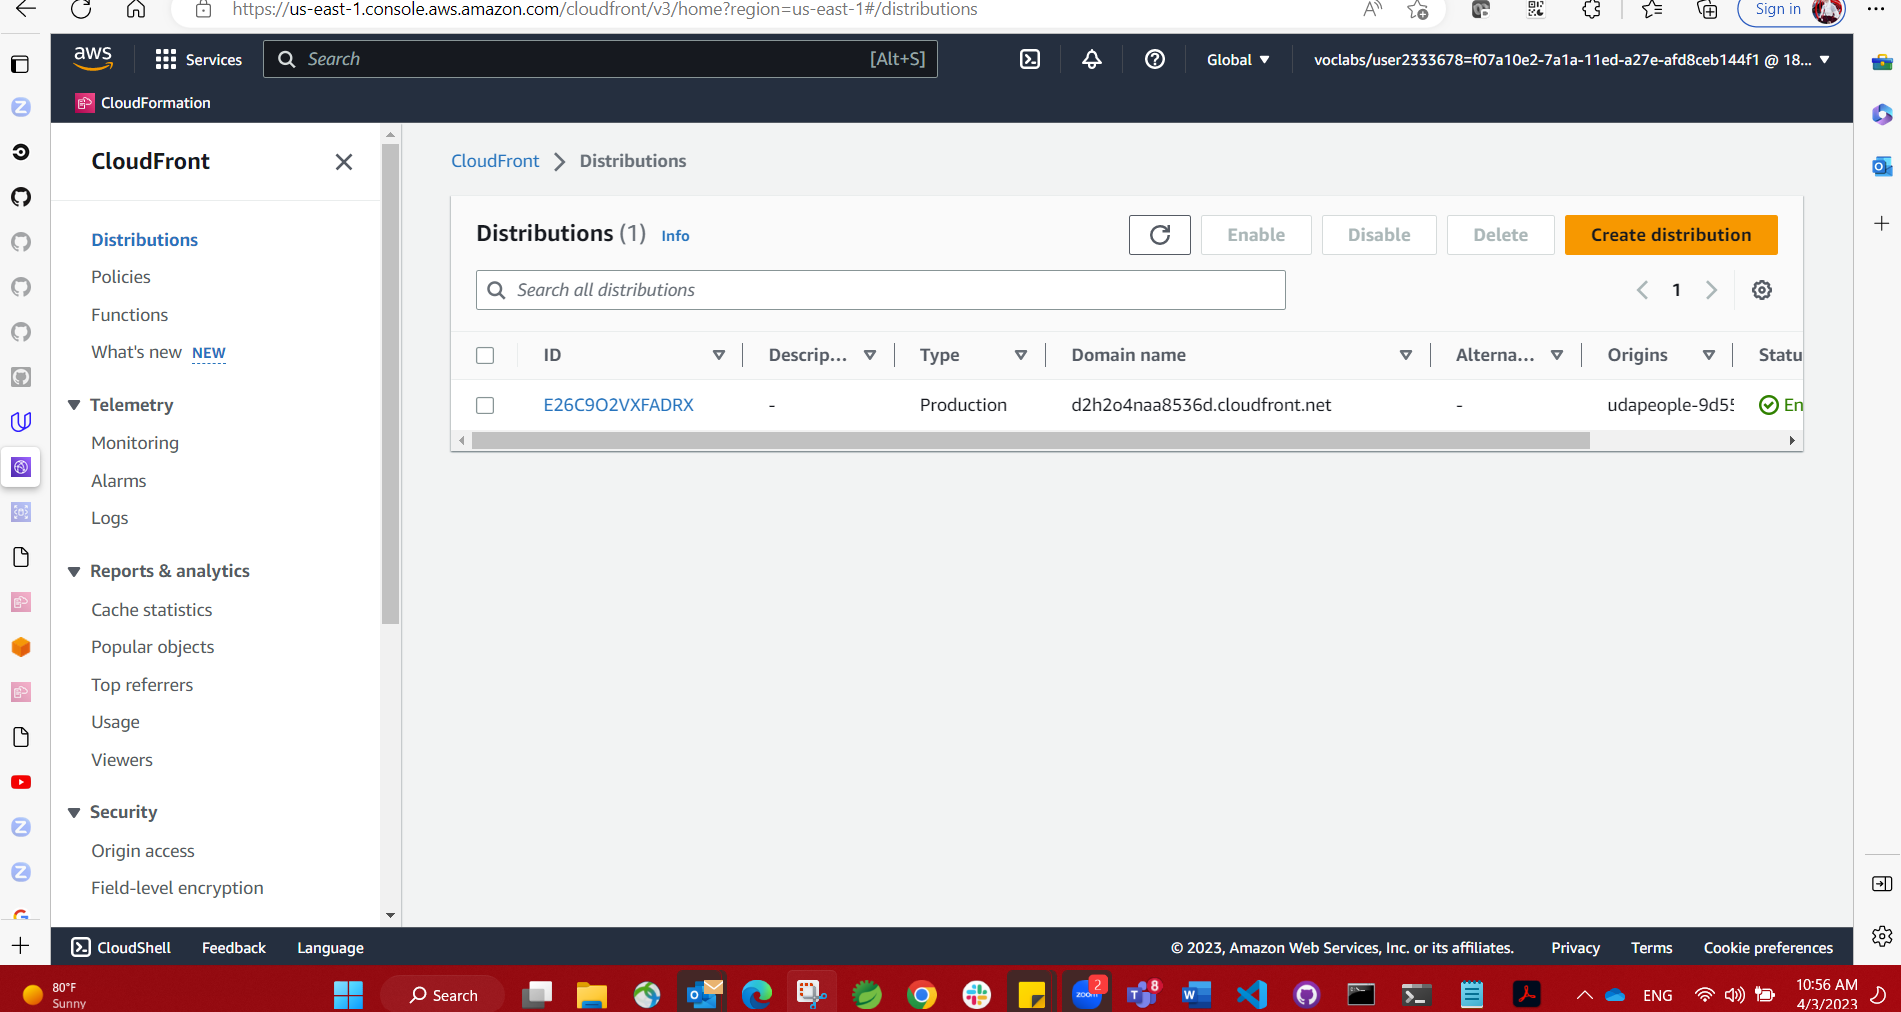 https://us-east-1.console.aws.amazon.com/cloudfront/v3/home?region=us-east-1#/distributions
Sign in
aws
Services
Search
[Alt+S]
Global
voclabs/user2333678=f07a10e2-7a1a-11ed-a27e-afd8ceb144f1 @ 18...
CloudFormation
CloudFront
Distributions
Policies
Functions
What's new NEW
Telemetry
Monitoring
Alarms
Logs
Reports & analytics
Cache statistics
Popular objects
Top referrers
Usage
Viewers
Security
Origin access
Field-level encryption
CloudFront > Distributions
Distributions (1) Info
Enable
Disable
Delete
Create distribution
Search all distributions
1
ID Descrip... Type Domain name Alterna... Origins Statu
E26C9O2VXFADRX - Production d2h2o4naa8536d.cloudfront.net - udapeople-9d55 En
CloudShell Feedback Language
© 2023, Amazon Web Services, Inc. or its affiliates. Privacy Terms Cookie preferences
80°F
Sunny
Search
zoom
2
8
ENG
10:56 AM
4/3/2023